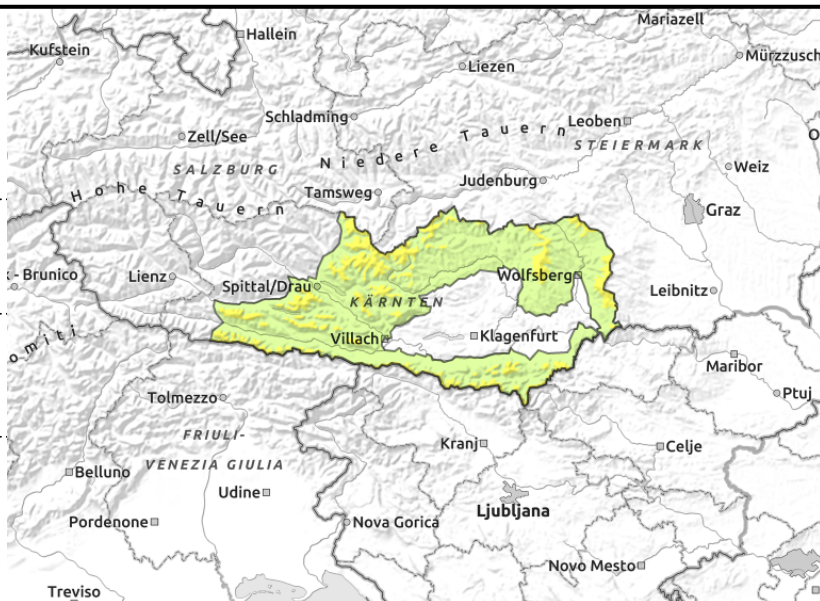 Mariazell
Hallein
Kufstein
Mürzzusch
Liezen
Schladming
Leoben
Zell/See
Niedere Tauern
STEIERMARK
SALZBURG
Weiz
Tamsweg
Judenburg
Hohe Tauern
Graz
- Brunico
Lienz
Wolfsberg
Spittal/Drau
Leibnitz
KÄRNTEN
Villach
Klagenfurt
omiti
Maribor
Tolmezzo
Ptuj
FRIULI-
VENEZIA GIULIA
Kranj
Celje
Belluno
Udine
Ljubljana
Pordenone
Nova Gorica
Novo Mesto
Treviso